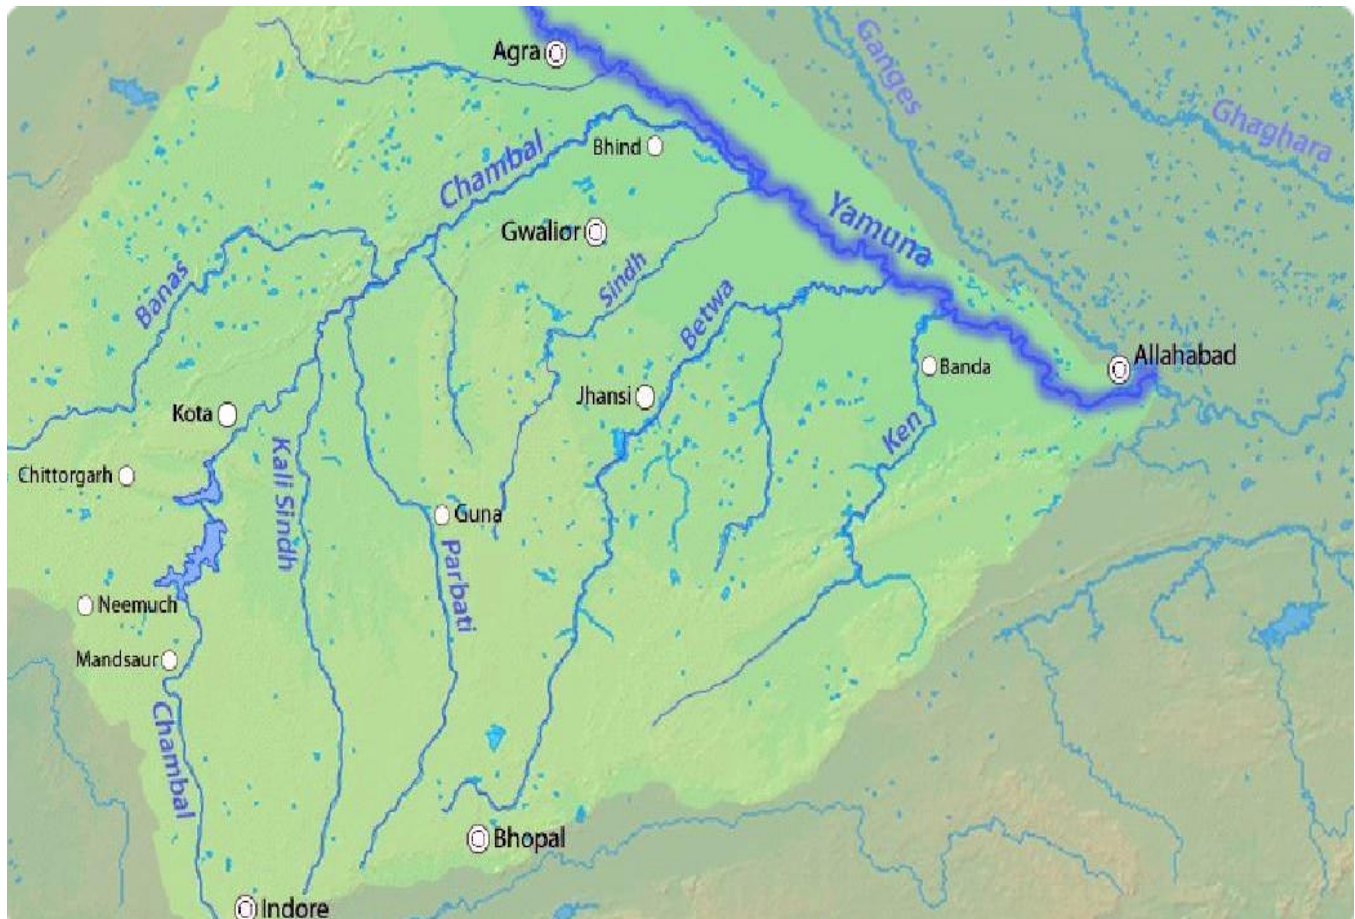 Agra
Ganges
Ghaghara
Chambal
Bhind
Yamuna
Gwalior
Banas
Sindh
Betwa
Allahabad
Banda
Jhansi
Kota
Ken
Kali Sindh
Chittorgarh
Guna
Parbati
Neemuch
Mandsaur
Chambal
Bhopal
Indore